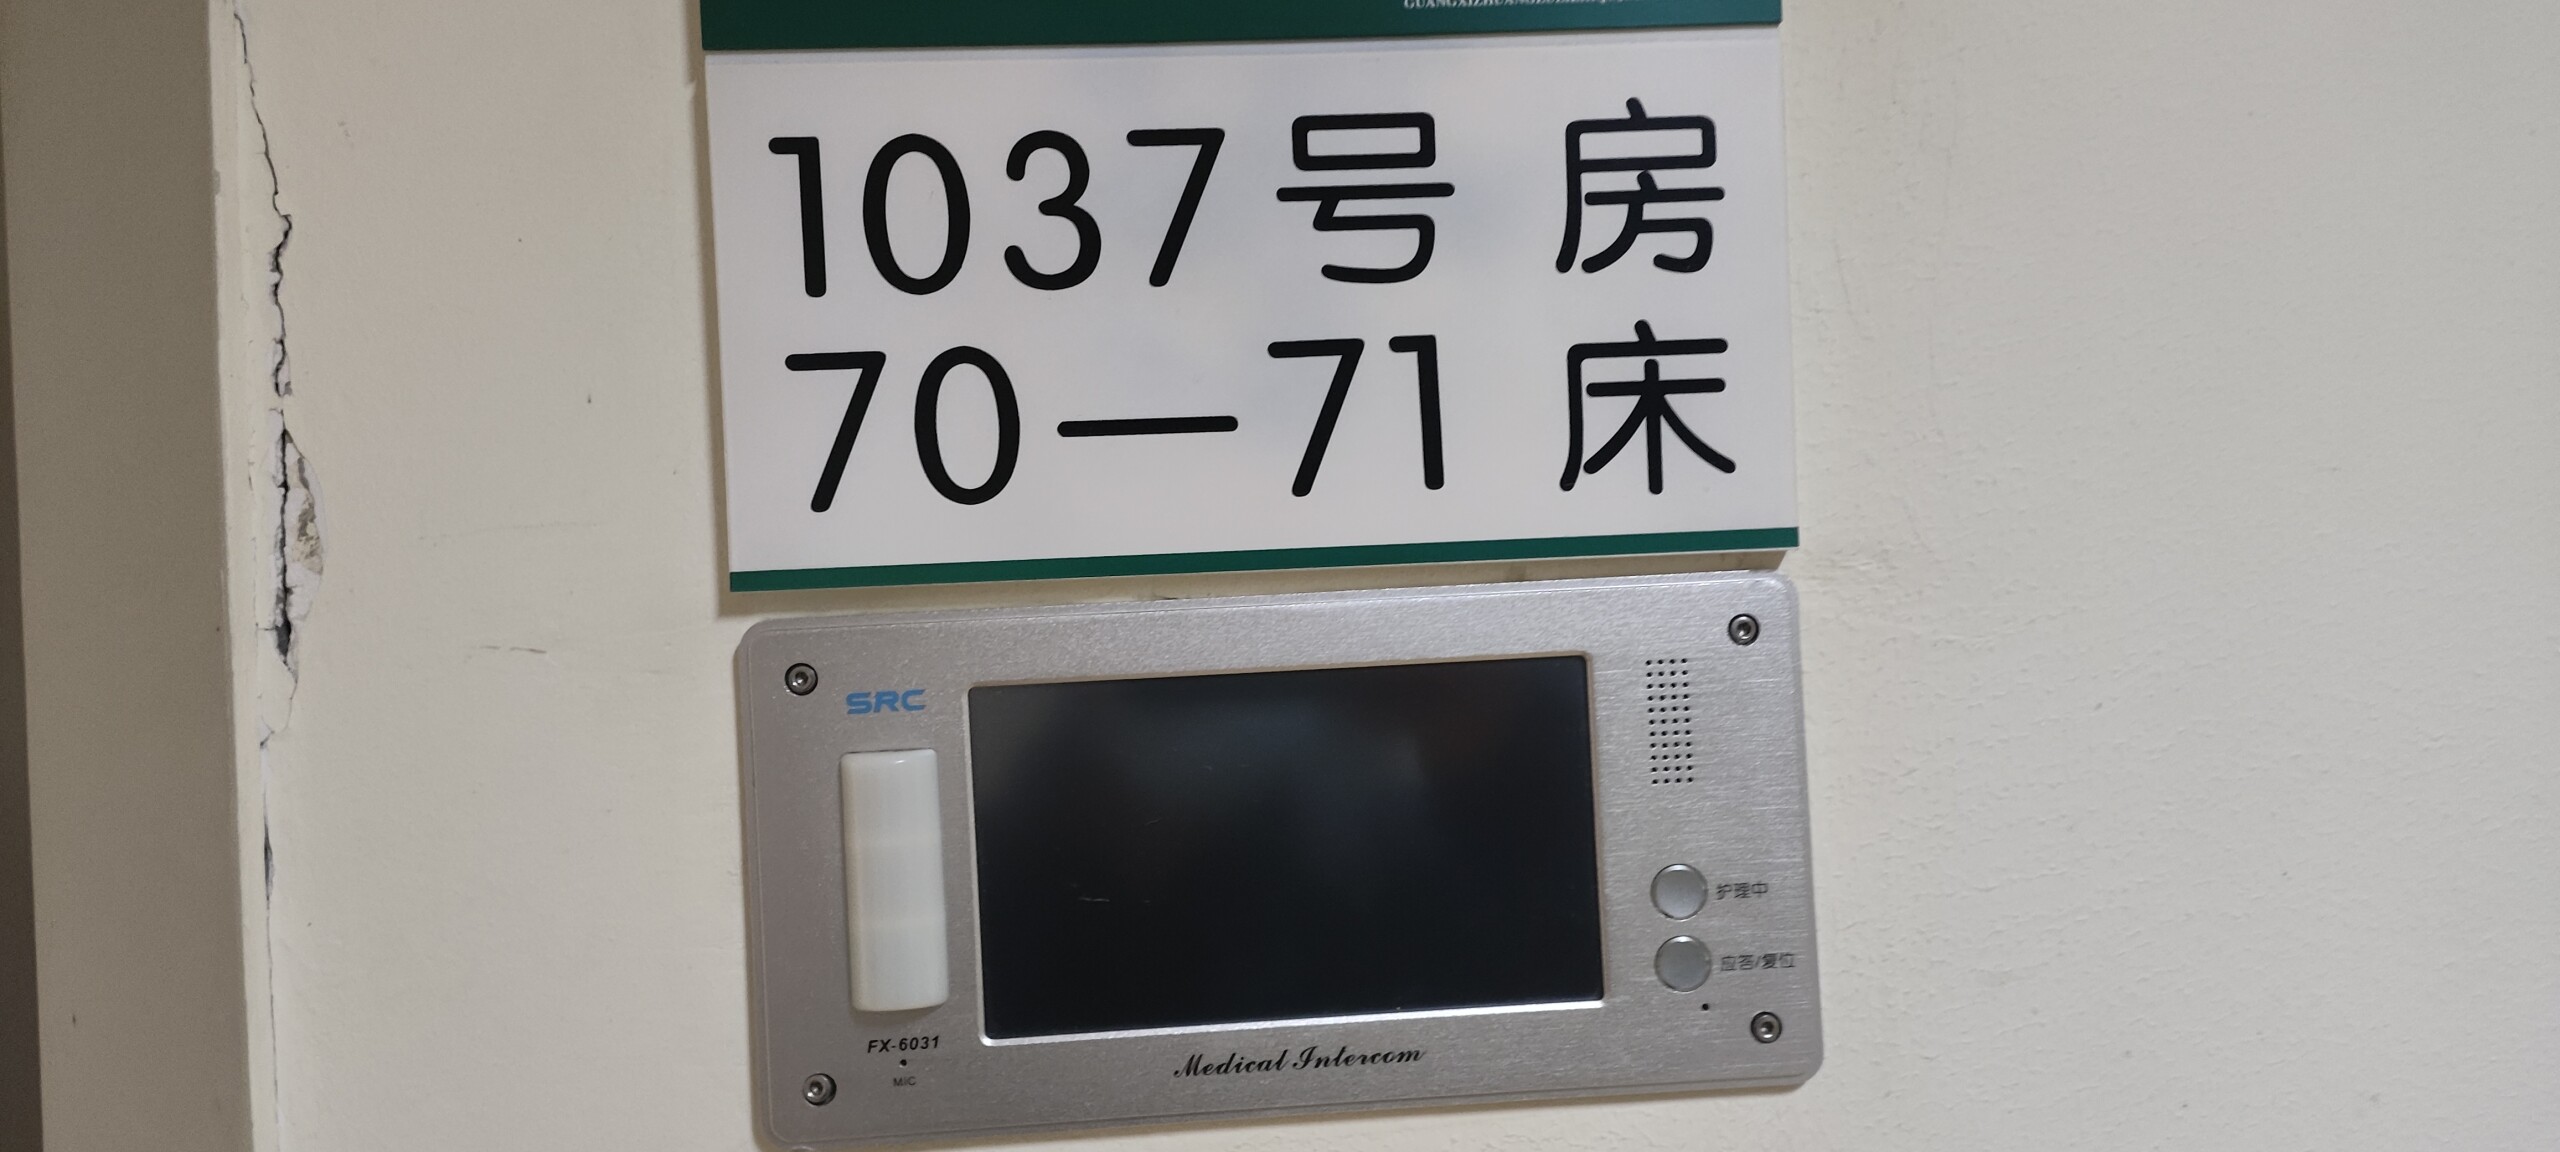 1037号 房
70—71 床
SRC
护理中
应答/复位
FX-6031
MIC
Medical Intercom